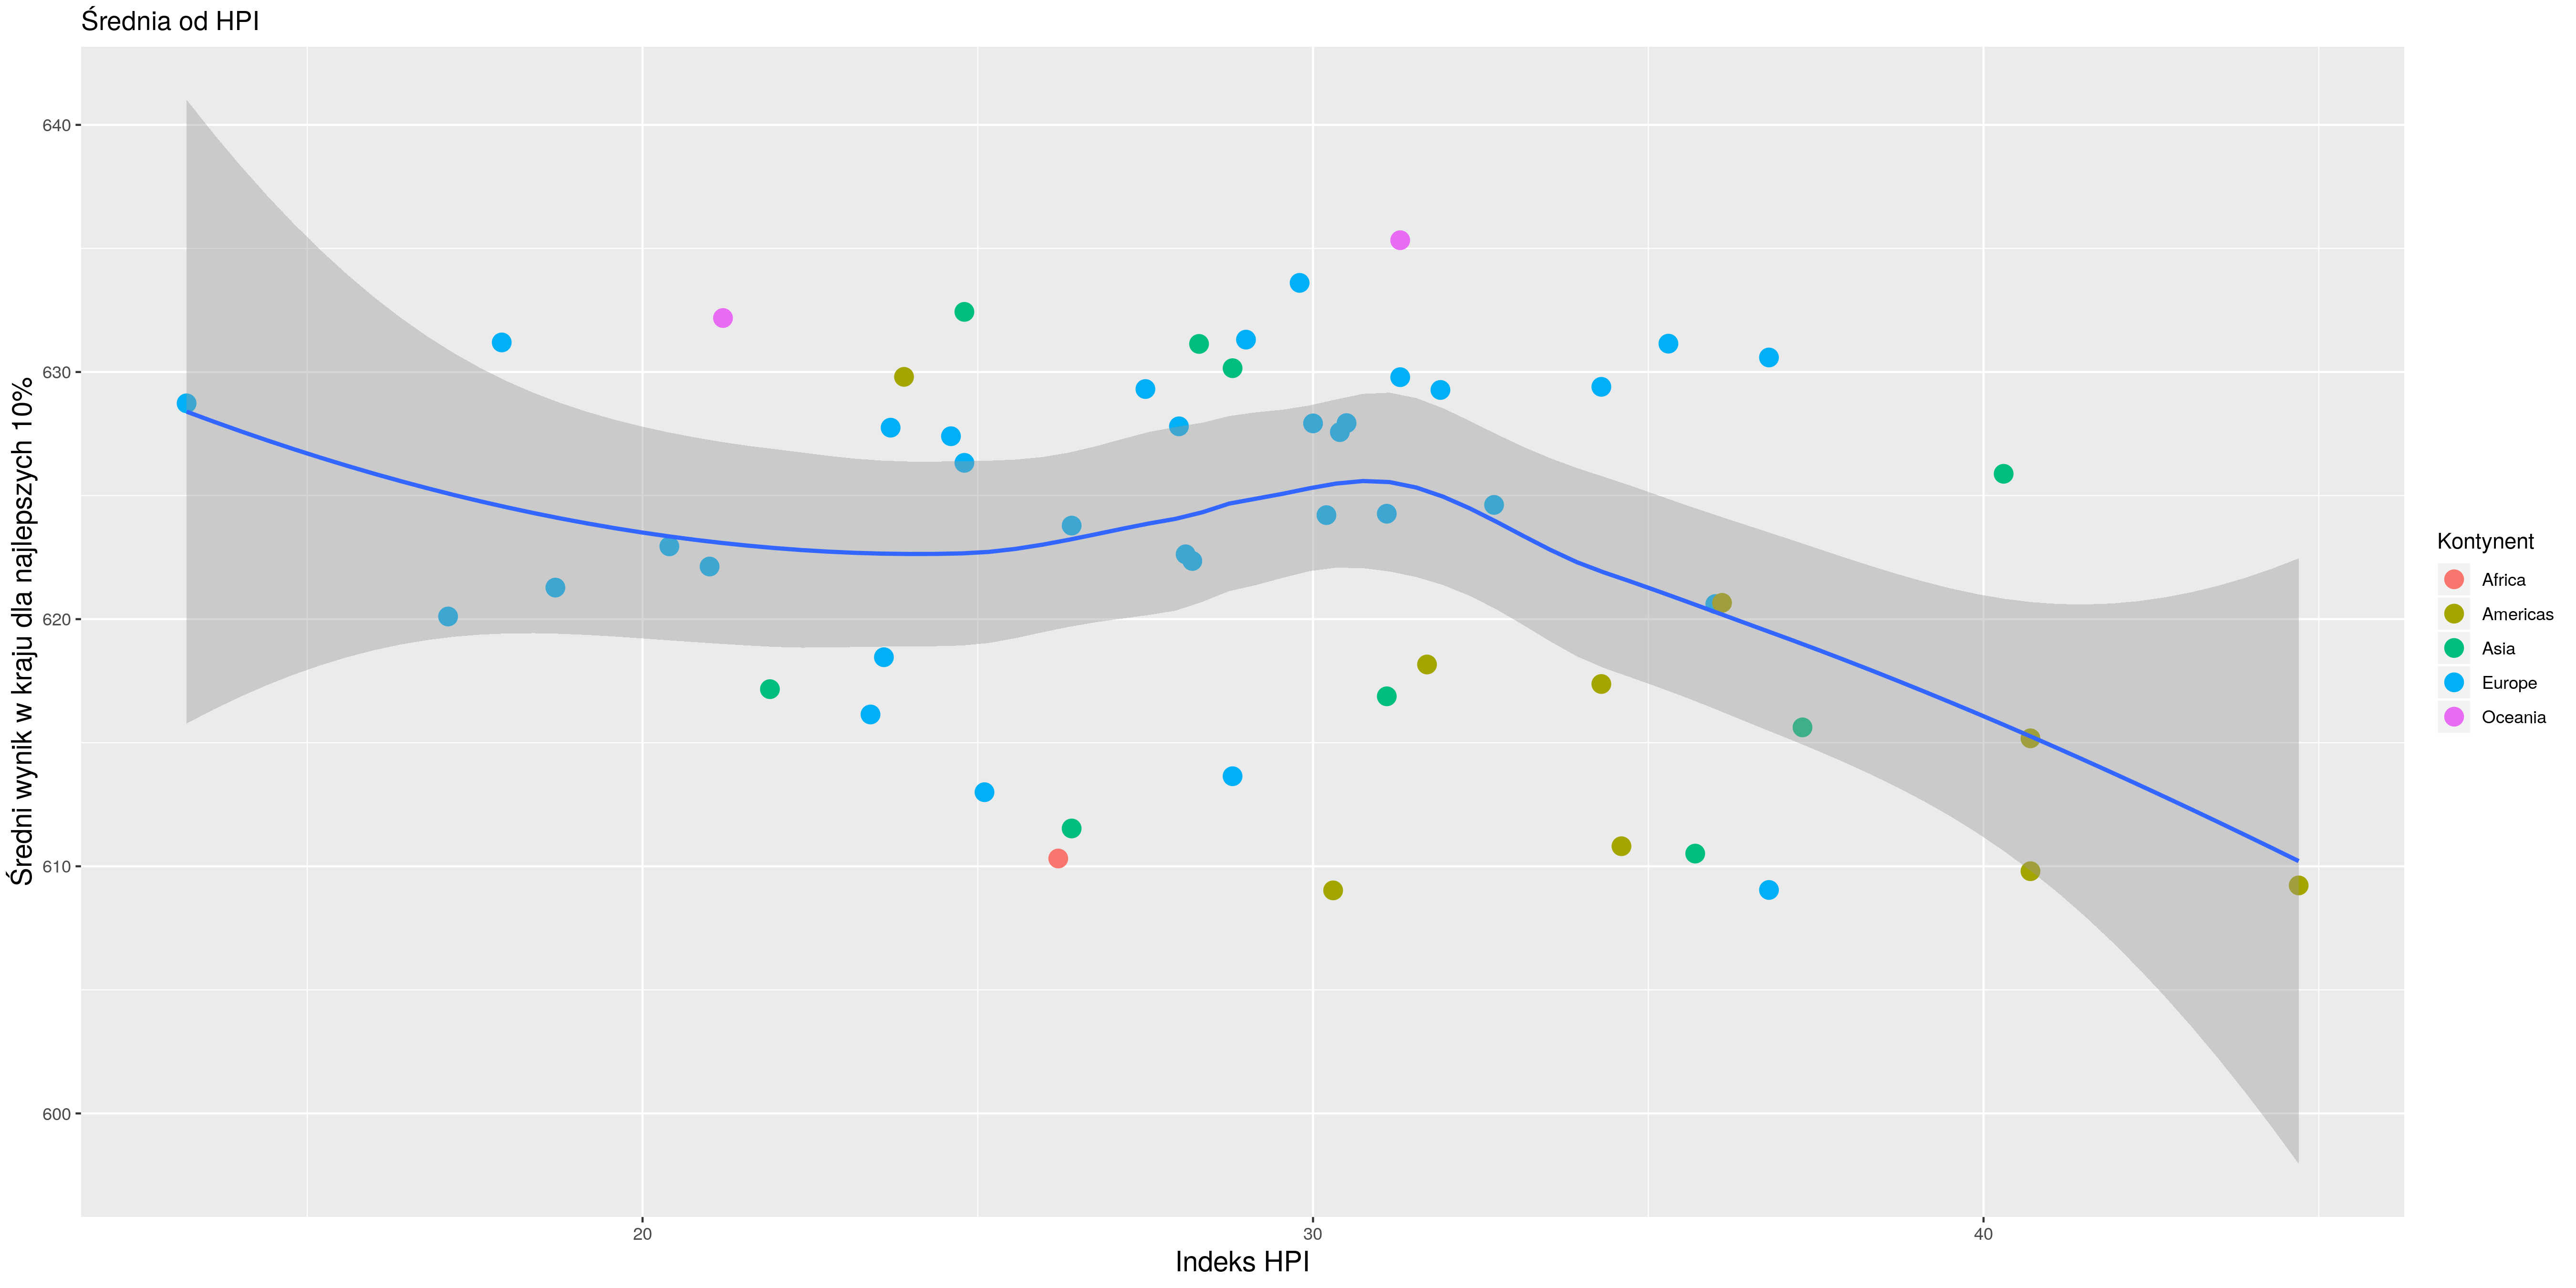 Średnia od HPI
Średni wynik w kraju dla najlepszych 10%
640
630
620
610
600
20
30
40
Indeks HPI
Kontynent
Africa
Americas
Asia
Europe
Oceania